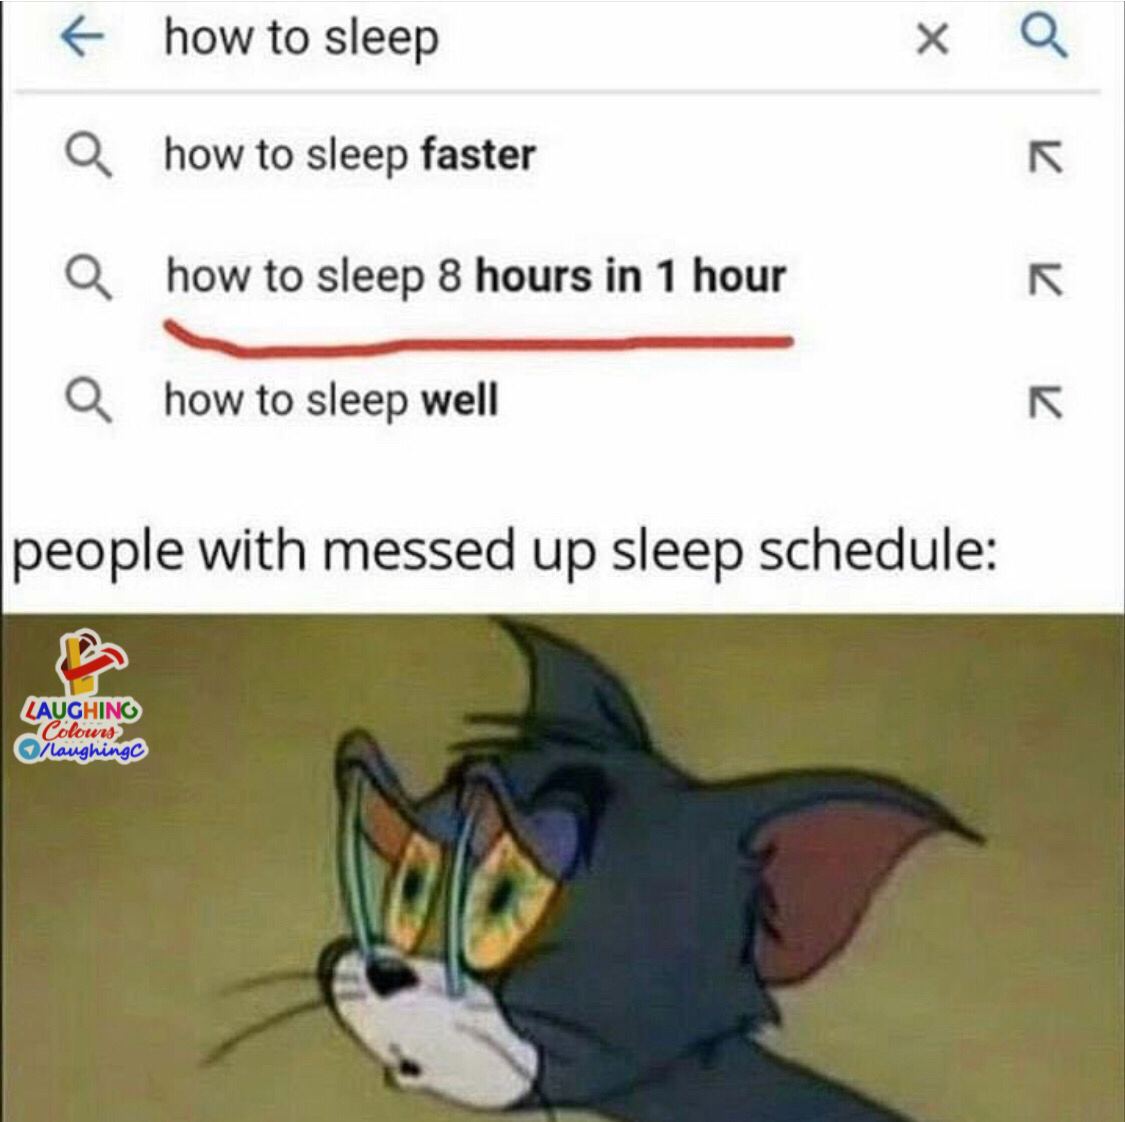 how to sleep
how to sleep faster
how to sleep 8 hours in 1 hour
how to sleep well
people with messed up sleep schedule:
LAUGHING
Colours
/laughingC